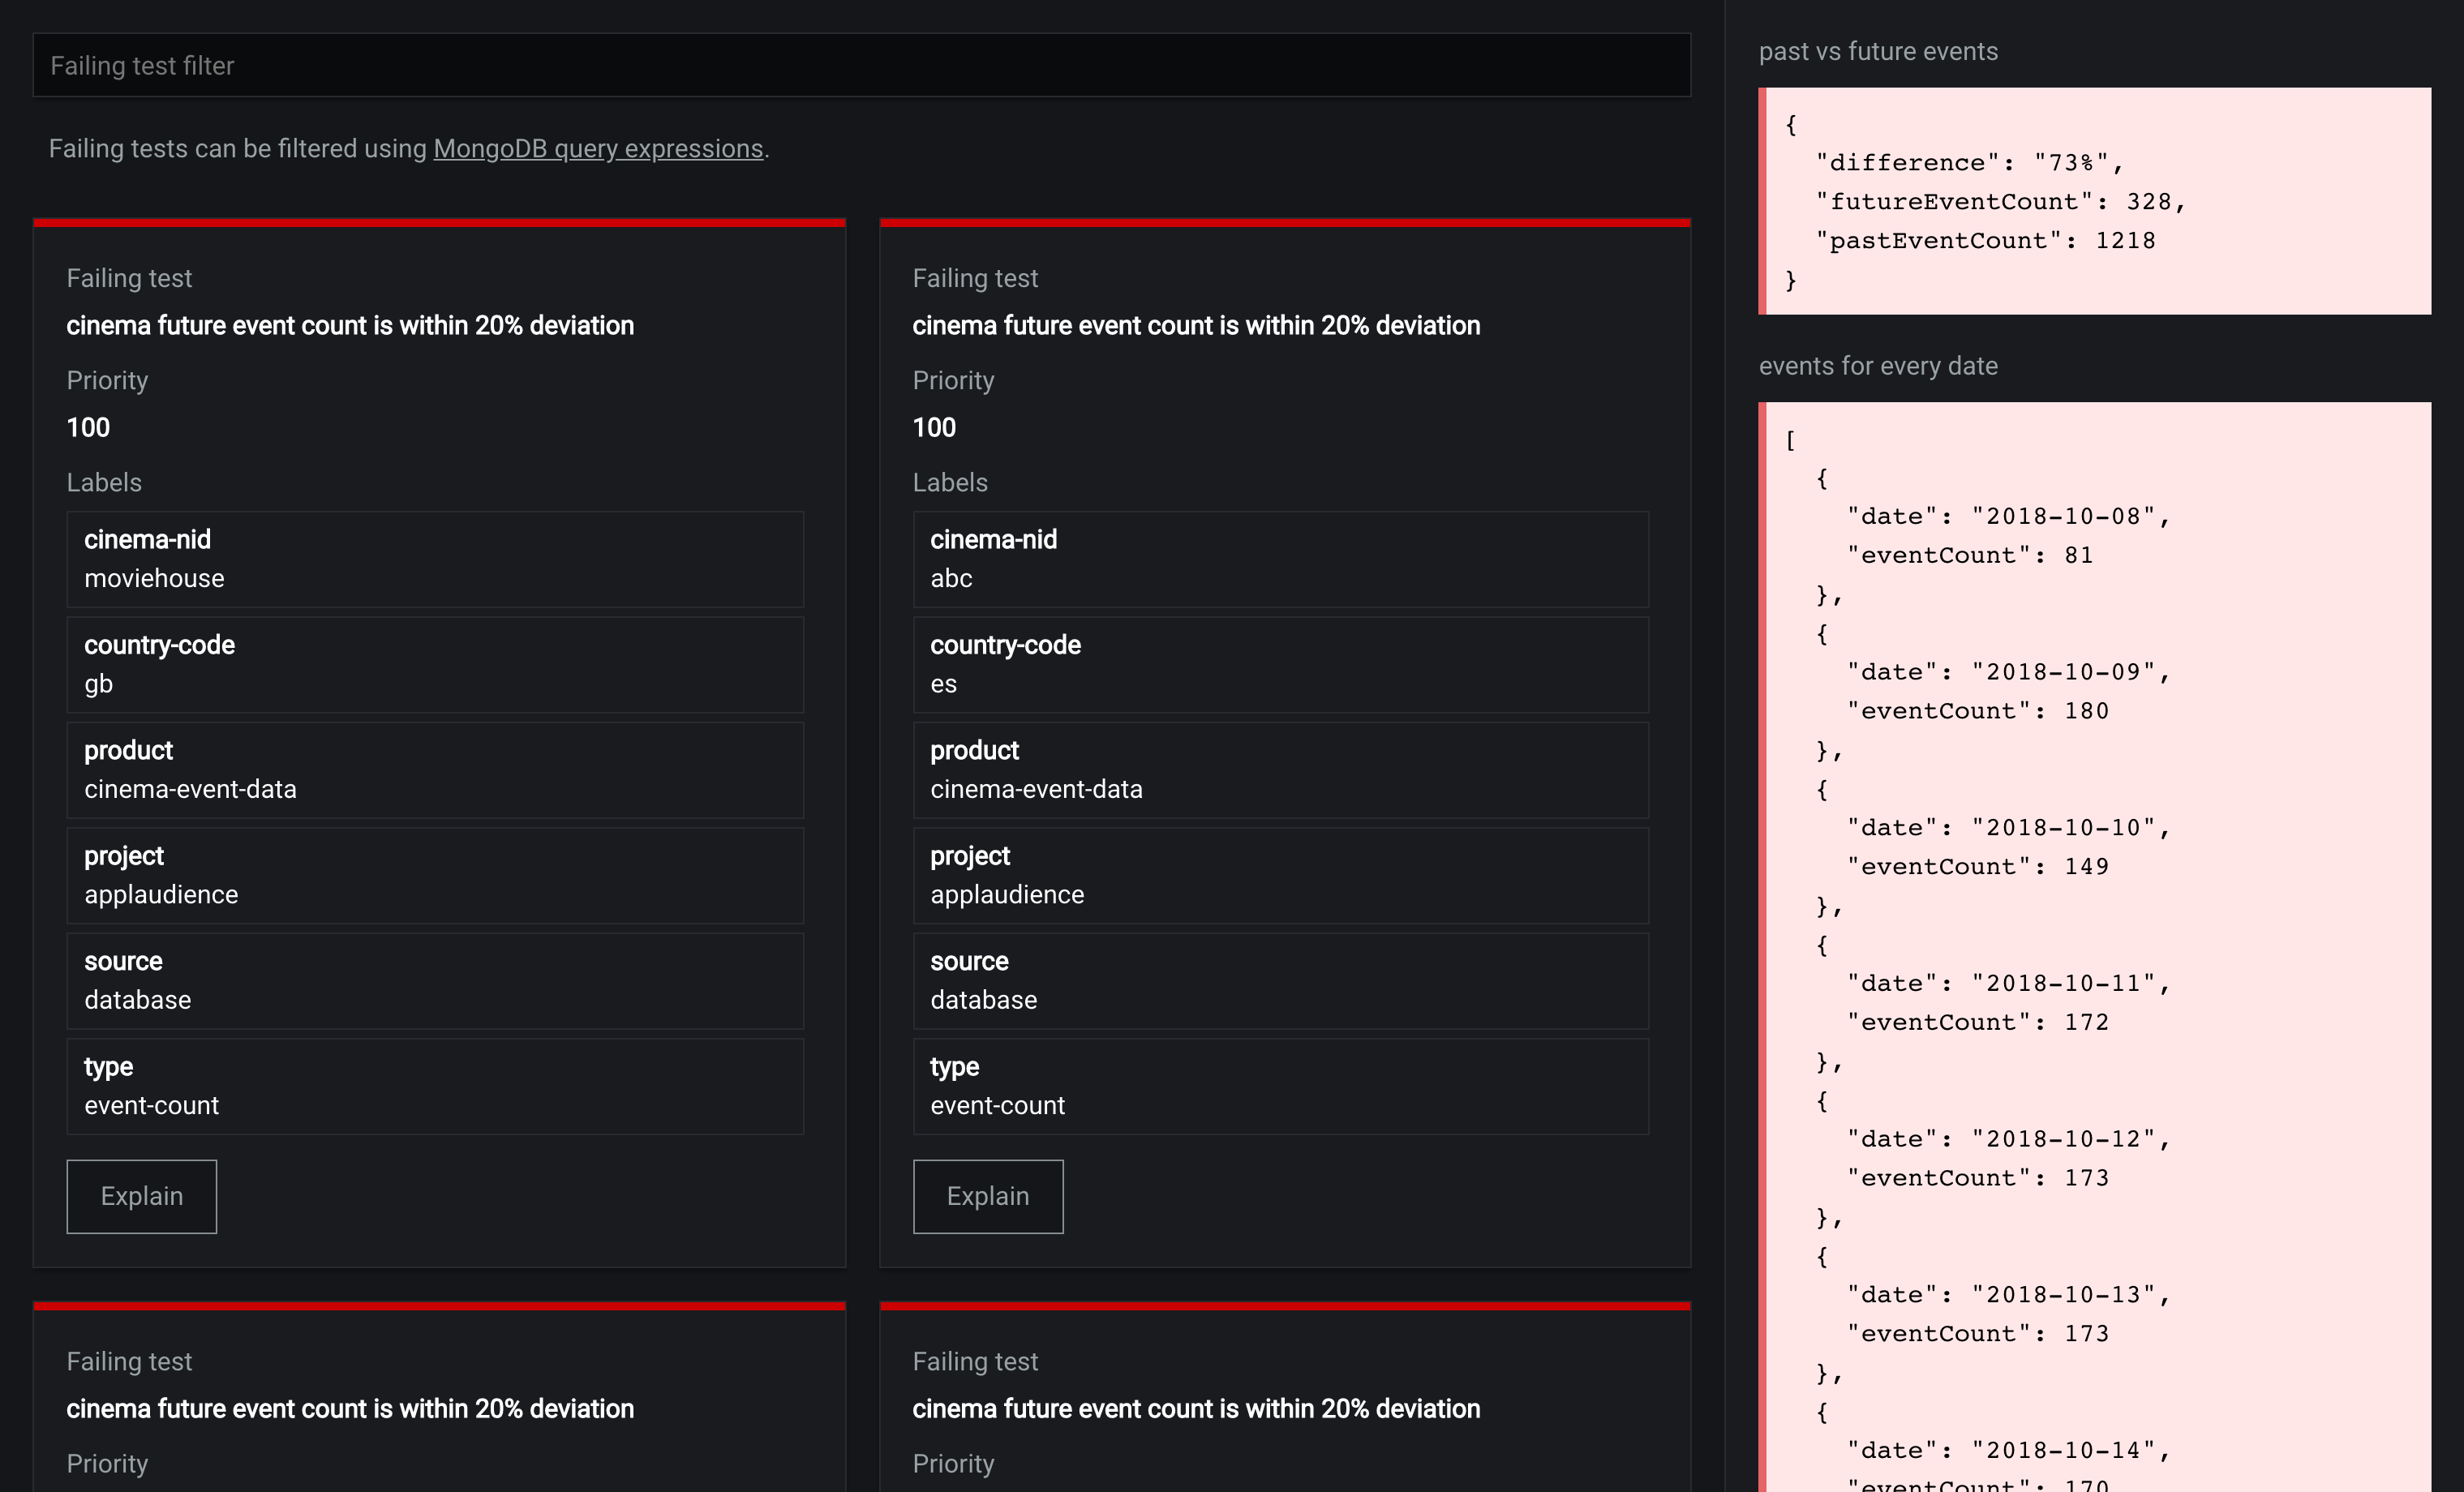 Failing test filter
Failing tests can be filtered using MongoDB query expressions.
Failing test
cinema future event count is within 20% deviation
Priority
100
Labels
cinema-nid
moviehouse
country-code
gb
product
cinema-event-data
project
applaudience
source
database
type
event-count
Explain
Failing test
cinema future event count is within 20% deviation
Priority
100
Labels
cinema-nid
abc
country-code
es
product
cinema-event-data
project
applaudience
source
database
type
event-count
Explain
Failing test
cinema future event count is within 20% deviation
Priority
Failing test
cinema future event count is within 20% deviation
Priority
past vs future events
{
"difference": "73%",
"futureEventCount": 328,
"pastEventCount": 1218
}
events for every date
[
{
"date": "2018-10-08",
"eventCount": 81
},
{
"date": "2018-10-09",
"eventCount": 180
},
{
"date": "2018-10-10",
"eventCount": 149
},
{
"date": "2018-10-11",
"eventCount": 172
},
{
"date": "2018-10-12",
"eventCount": 173
},
{
"date": "2018-10-13",
"eventCount": 173
},
{
"date": "2018-10-14",
"eventCount": 170